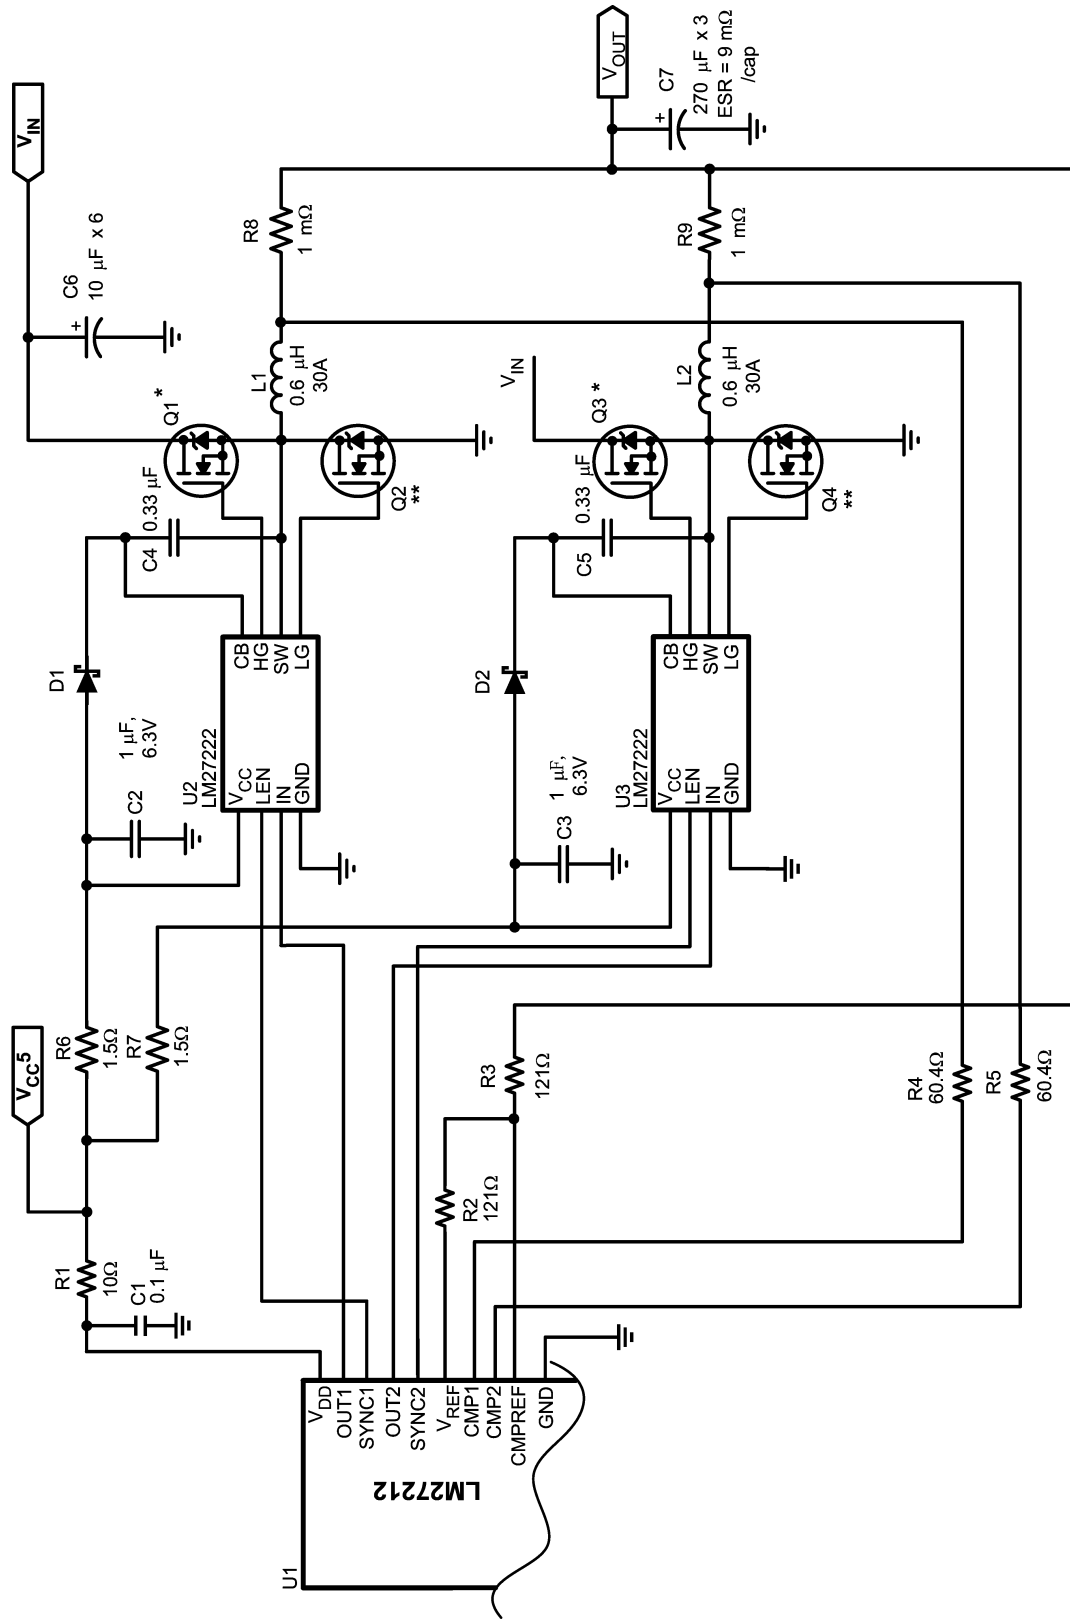 U1
LM27212
VDD
OUT1
SYNC1
OUT2
SYNC2
VREF
CMP1
CMP2
CMPREF
GND
R1
10Ω
C1
0.1 µF
VCC5
R6
1.5Ω
R7
1.5Ω
R2
121Ω
R3
121Ω
R4
60.4Ω
R5
60.4Ω
C2
1 µF,
6.3V
D1
U2
LM27222
VCC
LEN
IN
GND
CB
HG
SW
LG
C4
0.33 µF
Q1
*
Q2
**
L1
0.6 µH
30A
R8
1 mΩ
C6
10 µF x 6
+
VIN
C3
1 µF,
6.3V
D2
U3
LM27222
VCC
LEN
IN
GND
CB
HG
SW
LG
C5
0.33 µF
VIN
Q3 *
Q4
**
L2
0.6 µH
30A
R9
1 mΩ
VOUT
+
C7
270 µF x 3
ESR = 9 mΩ
/cap